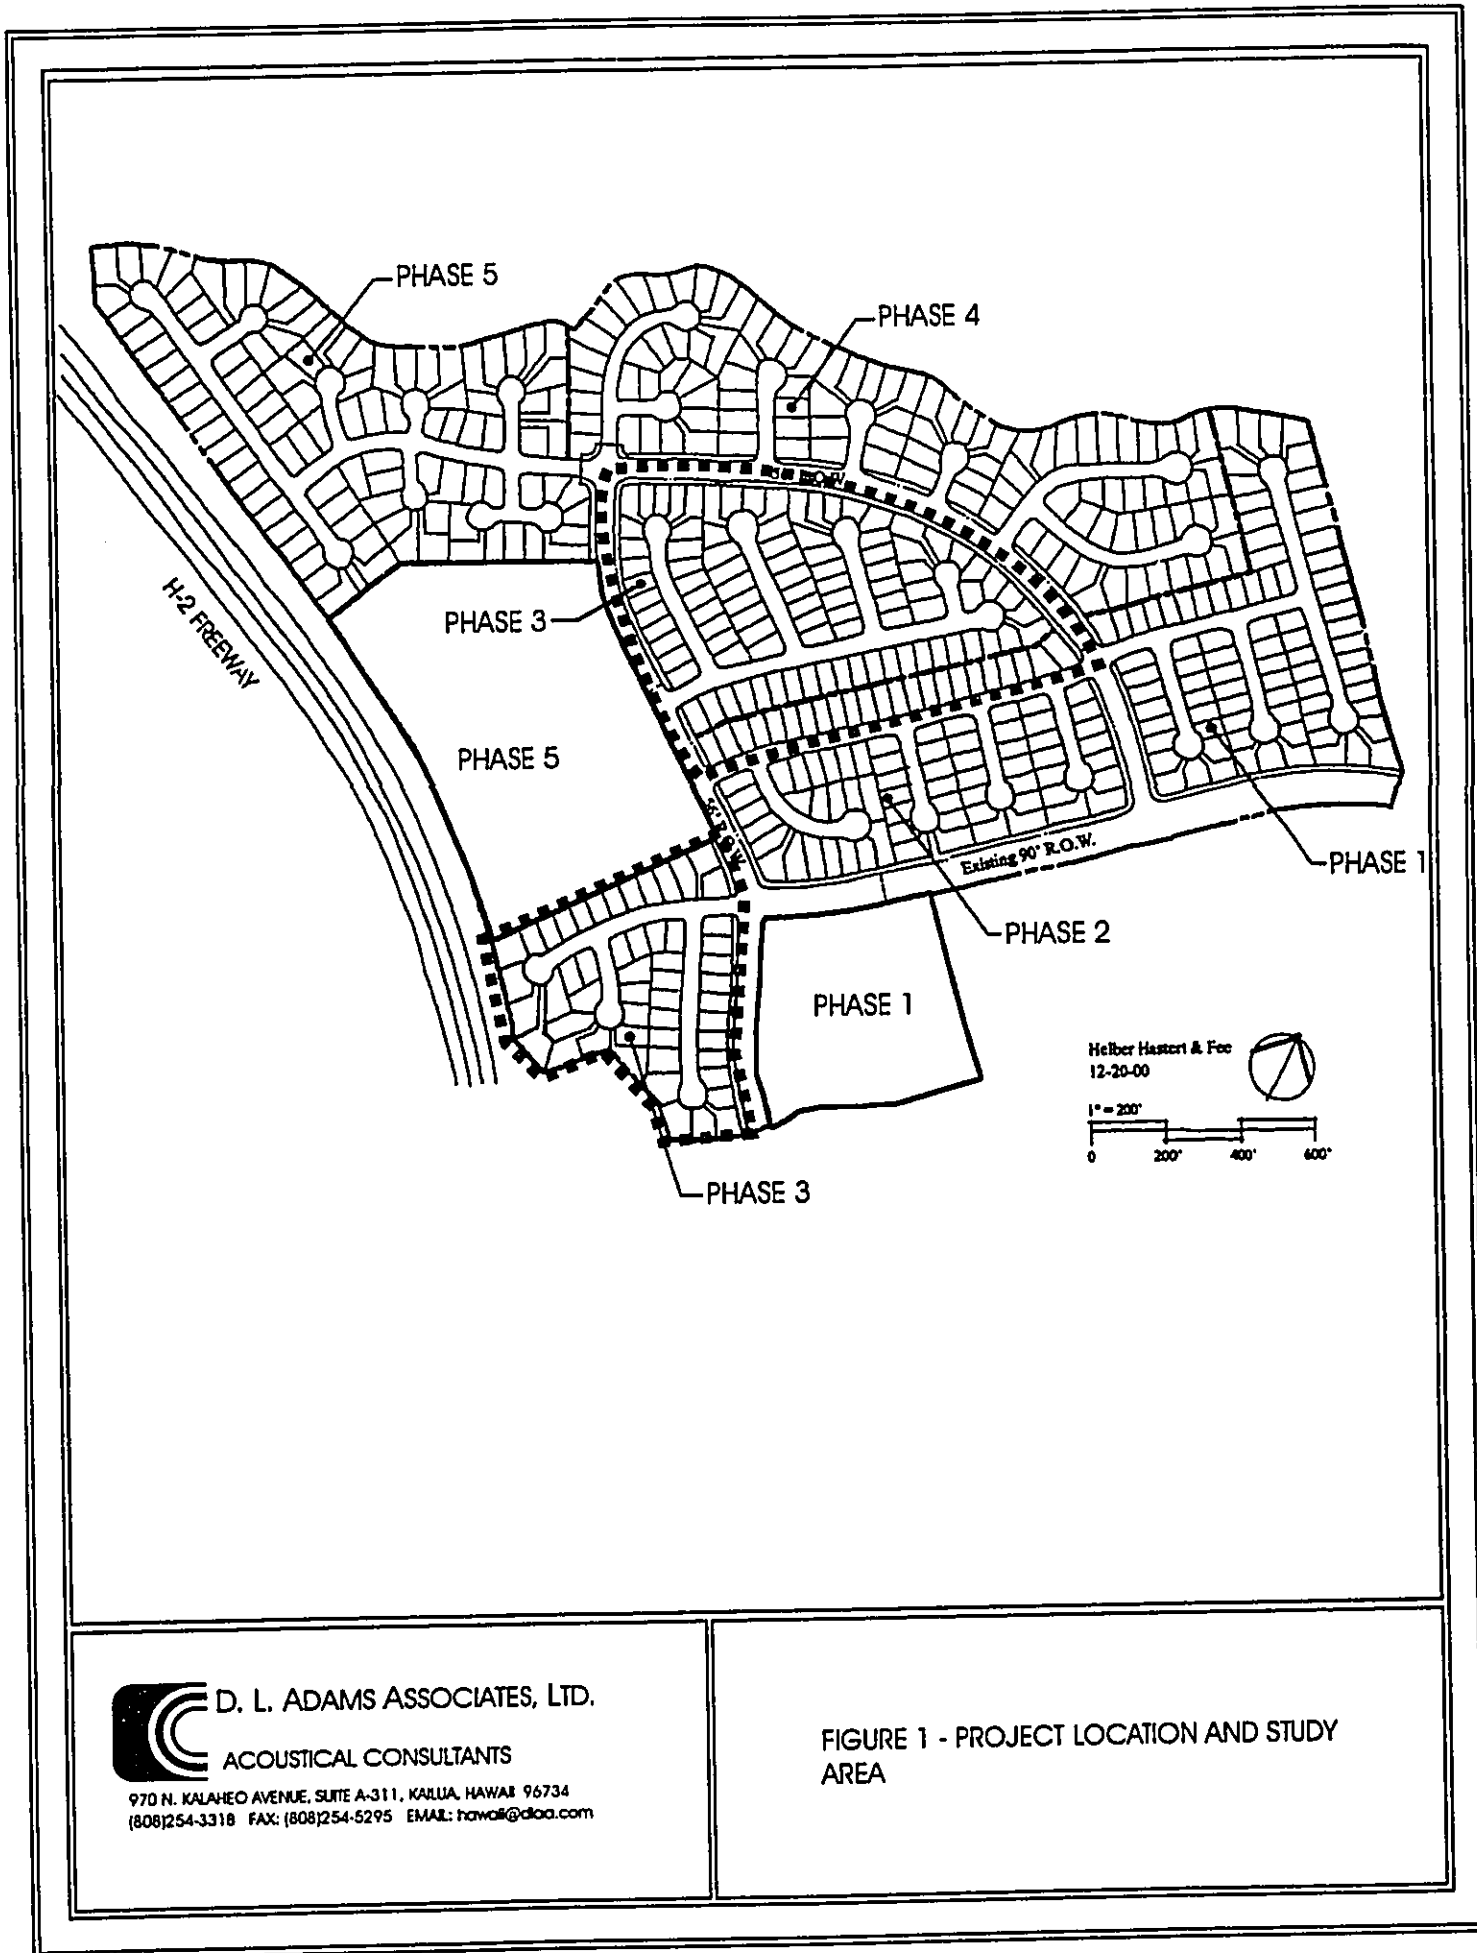 PHASE 5
PHASE 4
H-2 FREEWAY
PHASE 3
PHASE 5
R.O.W.
Existing 90' R.O.W.
PHASE 1
PHASE 2
PHASE 1
Helber Hastert & Fee
12-20-00
1" = 200'
0 200' 400' 600'
PHASE 3
D. L. ADAMS ASSOCIATES, LTD.
ACOUSTICAL CONSULTANTS
970 N. KALAHEO AVENUE, SUITE A-311, KAILUA, HAWAII 96734
(808)254-3318 FAX: (808)254-5295 EMAIL: hawaii@dlaa.com
FIGURE 1 - PROJECT LOCATION AND STUDY
AREA